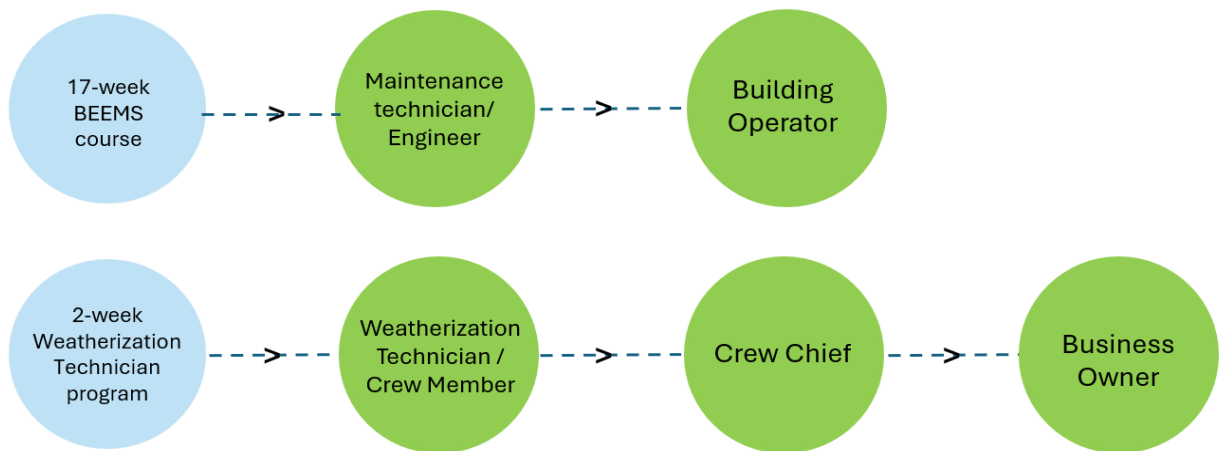 17-week
BEEMS
course
>
Maintenance
technician/
Engineer
>
Building
Operator
2-week
Weatherization
Technician
program
>
Weatherization
Technician /
Crew Member
>
Crew Chief
>
Business
Owner